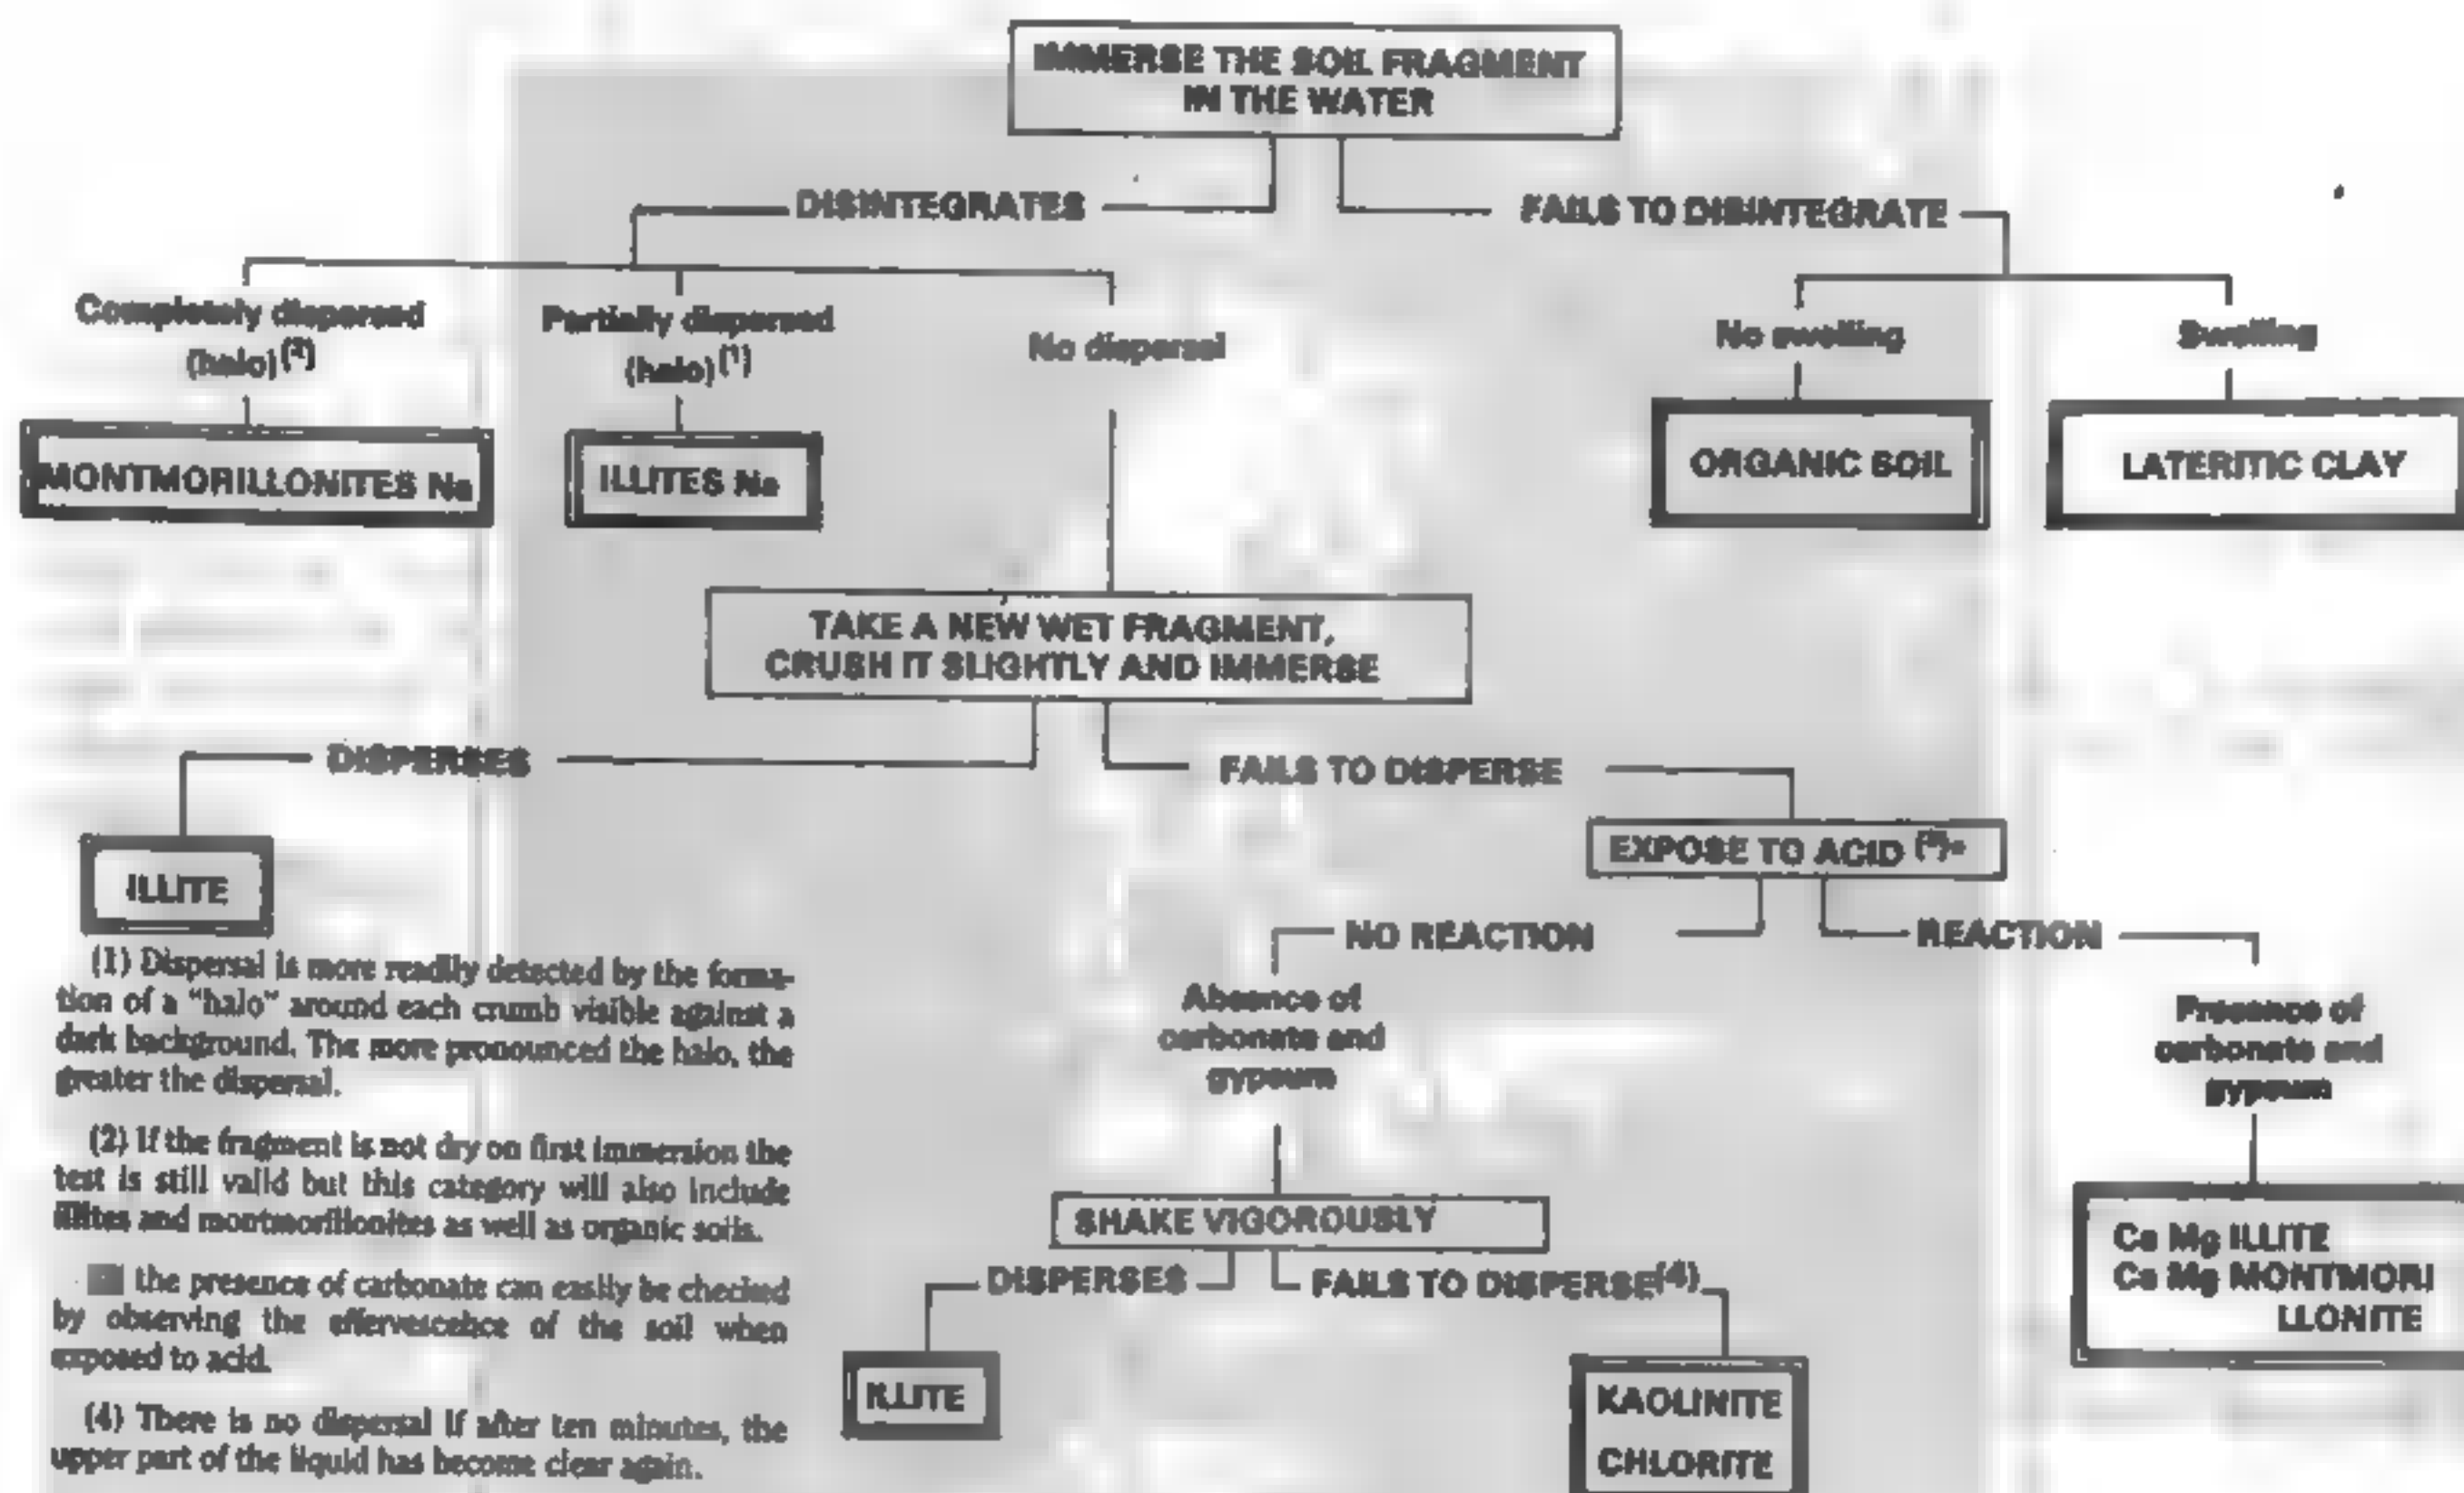 IMMERSE THE SOIL FRAGMENT
IN THE WATER
DISINTEGRATES
FAILS TO DISINTEGRATE
Completely dispersed
(halo)
Partially dispersed
(halo)(1)
No dispersal
No swelling
Swelling
MONTMORILLONITES Na
ILLITES Na
ORGANIC SOIL
LATERITIC CLAY
TAKE A NEW WET FRAGMENT,
CRUSH IT SLIGHTLY AND IMMERSE
DISPERSES
FAILS TO DISPERSE
ILLITE
EXPOSE TO ACID
NO REACTION
REACTION
Absence of
carbonate and
gypsum
Presence of
carbonate and
gypsum
SHAKE VIGOROUSLY
DISPERSES
FAILS TO DISPERSE(4)
ILLITE
KAOLINITE
CHLORITE
Ca Mg ILLITE
Ca Mg MONTMORI
LLONITE
(1) Dispersal is more readily detected by the forma-
tion of a "halo" around each crumb visible against a
dark background. The more pronounced the halo, the
greater the dispersal.
(2) If the fragment is not dry on first immersion the
test is still valid but this category will also include
illites and montmorillonites as well as organic soils.
the presence of carbonate can easily be checked
by observing the effervescence of the soil when
exposed to acid.
(4) There is no dispersal if after ten minutes, the
upper part of the liquid has become clear again.